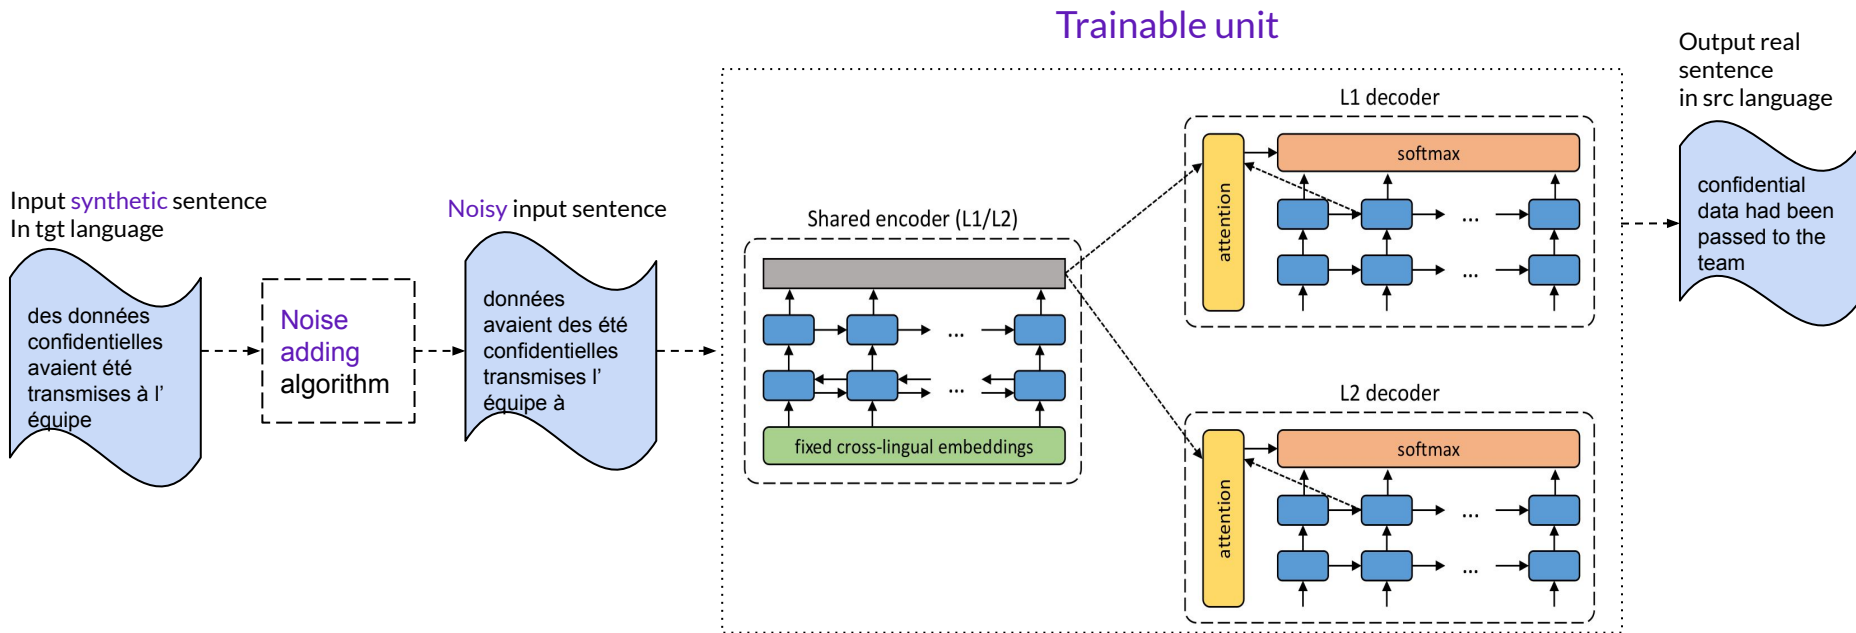 Trainable unit
Input synthetic sentence
In tgt language
des données
confidentielles
avaient été
transmises à l'
équipe
Noise
adding
algorithm
Noisy input sentence
données
avaient des été
confidentielles
transmises l'
équipe à
Shared encoder (L1/L2)
...
...
fixed cross-lingual embeddings
L1 decoder
attention
softmax
...
...
L2 decoder
attention
softmax
...
...
Output real
sentence
in src language
confidential
data had been
passed to the
team